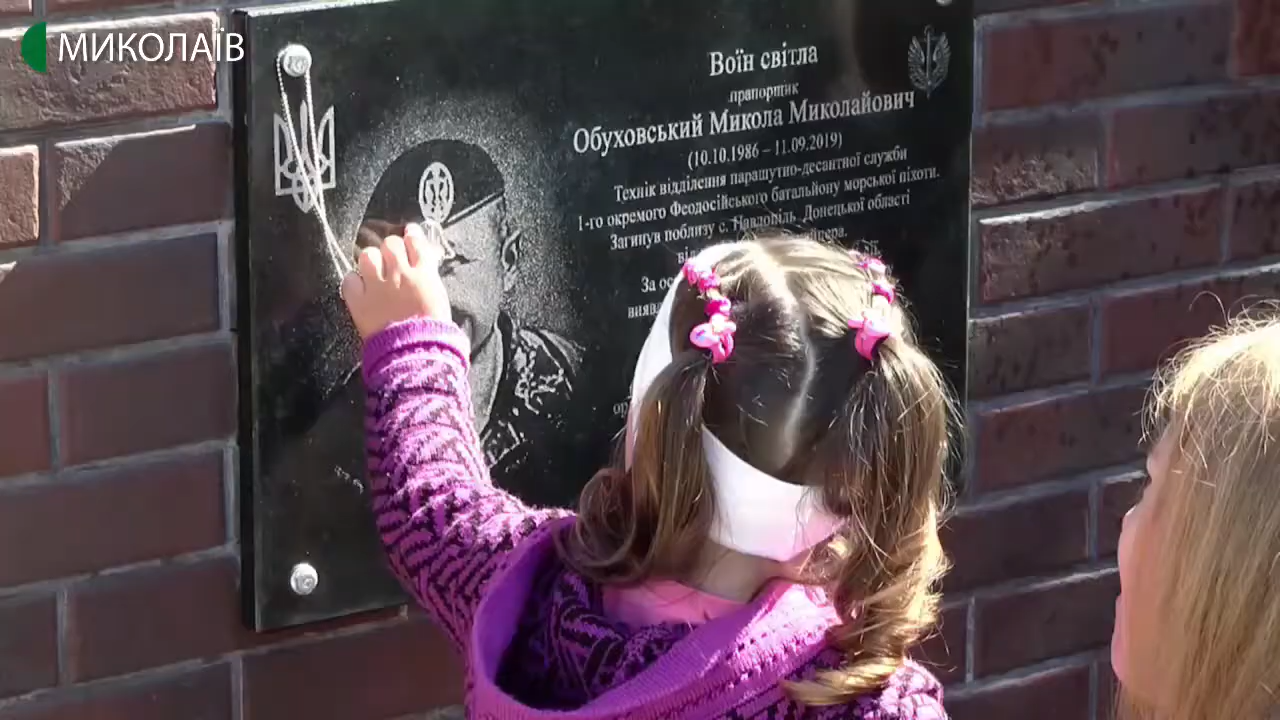 МИКОЛАЇВ
Воїн світла
прапорщик
Обуховський Микола Миколайович
(10.10.1986 – 11.09.2019)
Технік відділення парашутно-десантної служби
1-го окремого Феодосійського батальйону морської піхоти.
Загинув поблизу с. Павлопіль, Донецької області
За